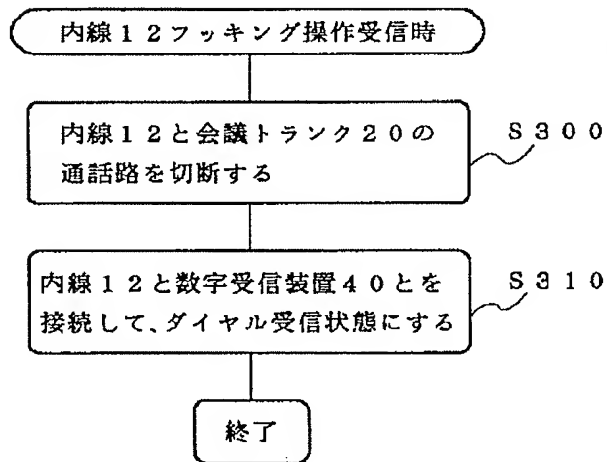 内線１２フッキング操作受信時
内線１２と会議トランク２０の
通話路を切断する
Ｓ３００
内線１２と数字受信装置４０とを
接続して、ダイヤル受信状態にする
Ｓ３１０
終了